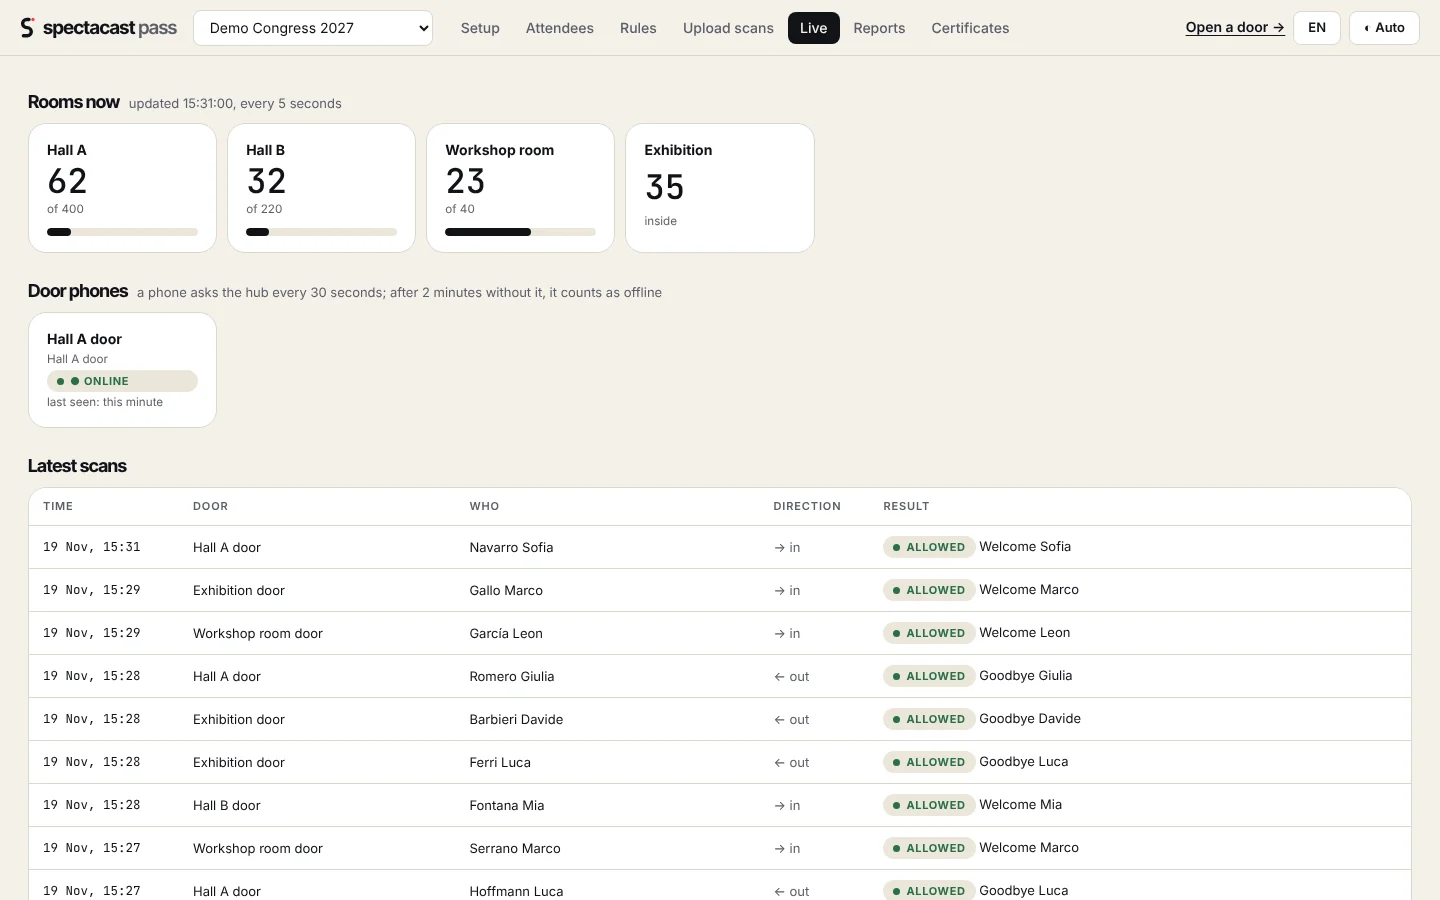 spectacast pass
Demo Congress 2027
Setup
Attendees
Rules
Upload scans
Live
Reports
Certificates
Open a door →
EN
Auto
Rooms now updated 15:31:00, every 5 seconds
Hall A
62
of 400
Hall B
32
of 220
Workshop room
23
of 40
Exhibition
35
inside
Door phones a phone asks the hub every 30 seconds; after 2 minutes without it, it counts as offline
Hall A door
Hall A door
ONLINE
last seen: this minute
Latest scans
TIME DOOR WHO DIRECTION RESULT
19 Nov, 15:31 Hall A door Navarro Sofia → in ALLOWED Welcome Sofia
19 Nov, 15:29 Exhibition door Gallo Marco → in ALLOWED Welcome Marco
19 Nov, 15:29 Workshop room door García Leon → in ALLOWED Welcome Leon
19 Nov, 15:28 Hall A door Romero Giulia ← out ALLOWED Goodbye Giulia
19 Nov, 15:28 Exhibition door Barbieri Davide ← out ALLOWED Goodbye Davide
19 Nov, 15:28 Exhibition door Ferri Luca ← out ALLOWED Goodbye Luca
19 Nov, 15:28 Hall B door Fontana Mia → in ALLOWED Welcome Mia
19 Nov, 15:27 Workshop room door Serrano Marco → in ALLOWED Welcome Marco
19 Nov, 15:27 Hall A door Hoffmann Luca ← out ALLOWED Goodbye Luca